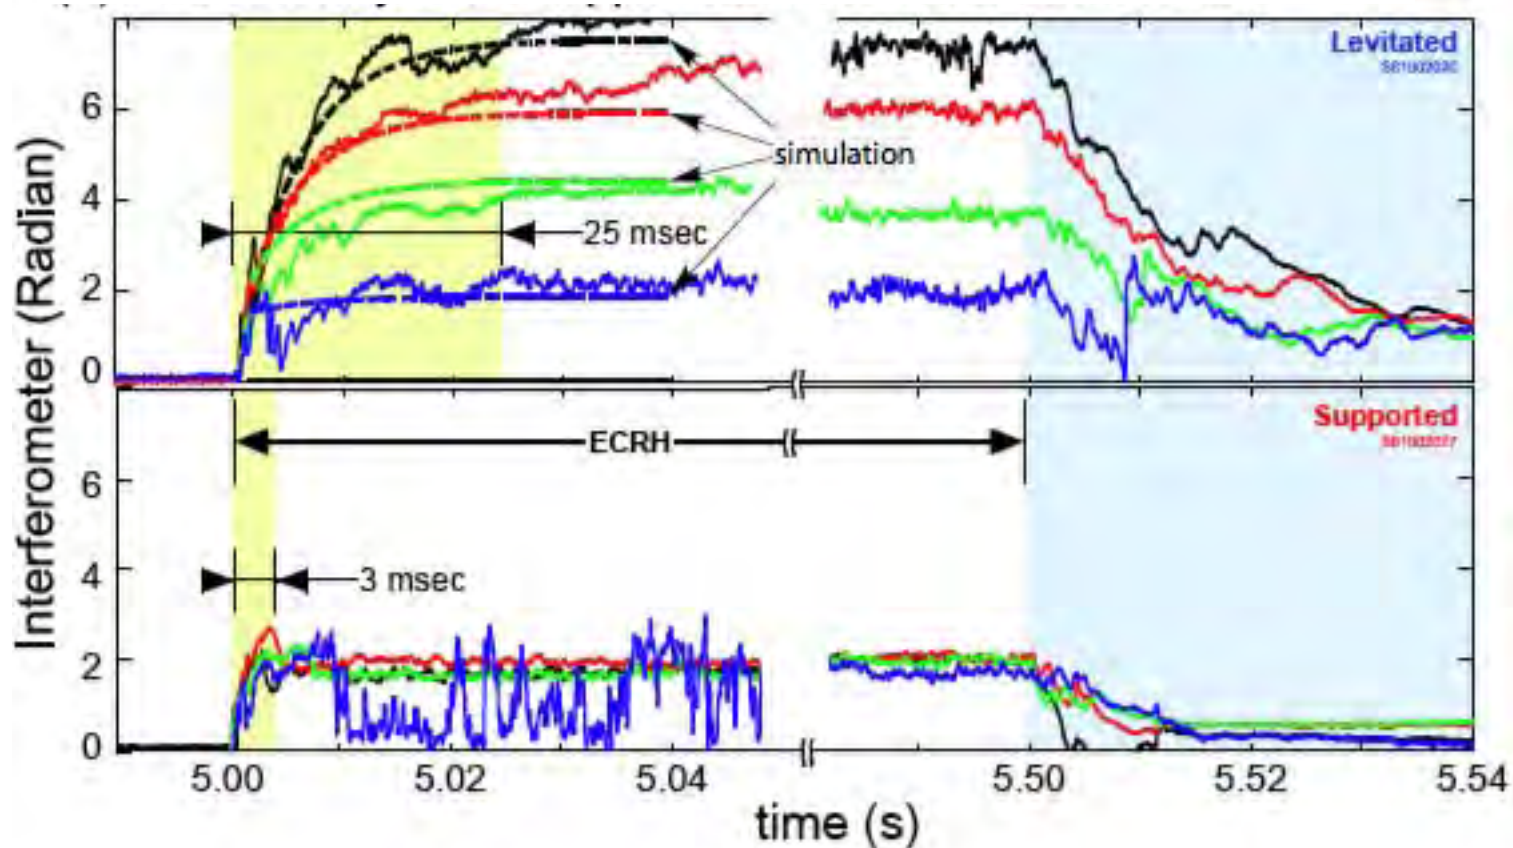 Interferometer (Radian)
6
4
2
0
Levitated
simulation
25 msec
Supported
ECRH
6
4
2
0
3 msec
5.00
5.02
5.04
5.50
5.52
5.54
time (s)